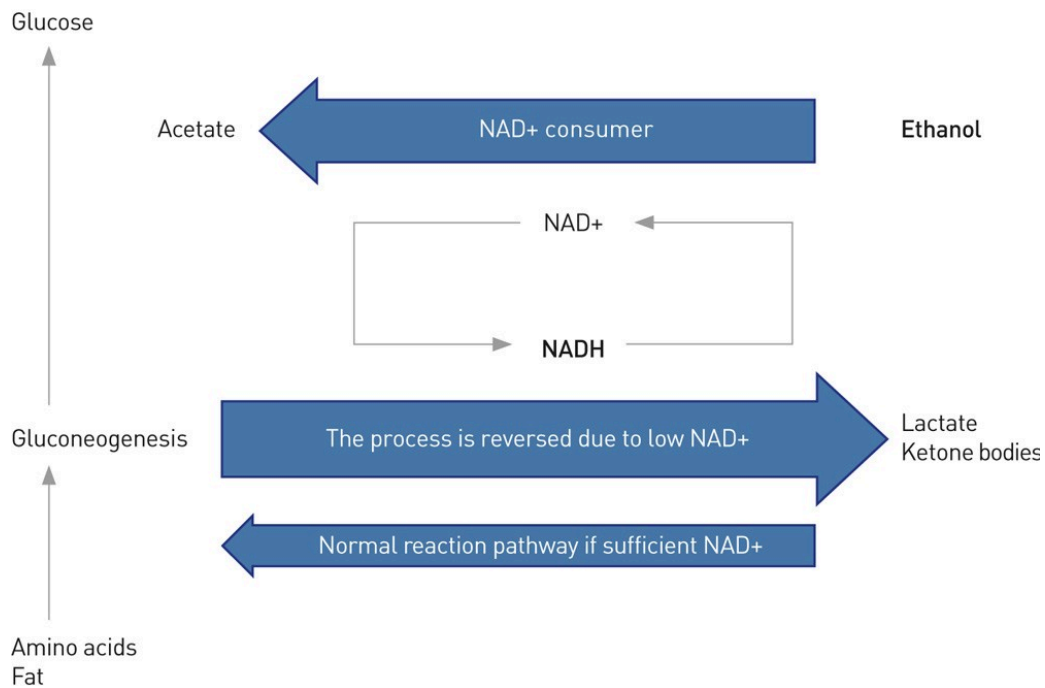 Glucose
Acetate
NAD+ consumer
Ethanol
NAD+
NADH
Gluconeogenesis
The process is reversed due to low NAD+
Lactate
Ketone bodies
Normal reaction pathway if sufficient NAD+
Amino acids
Fat